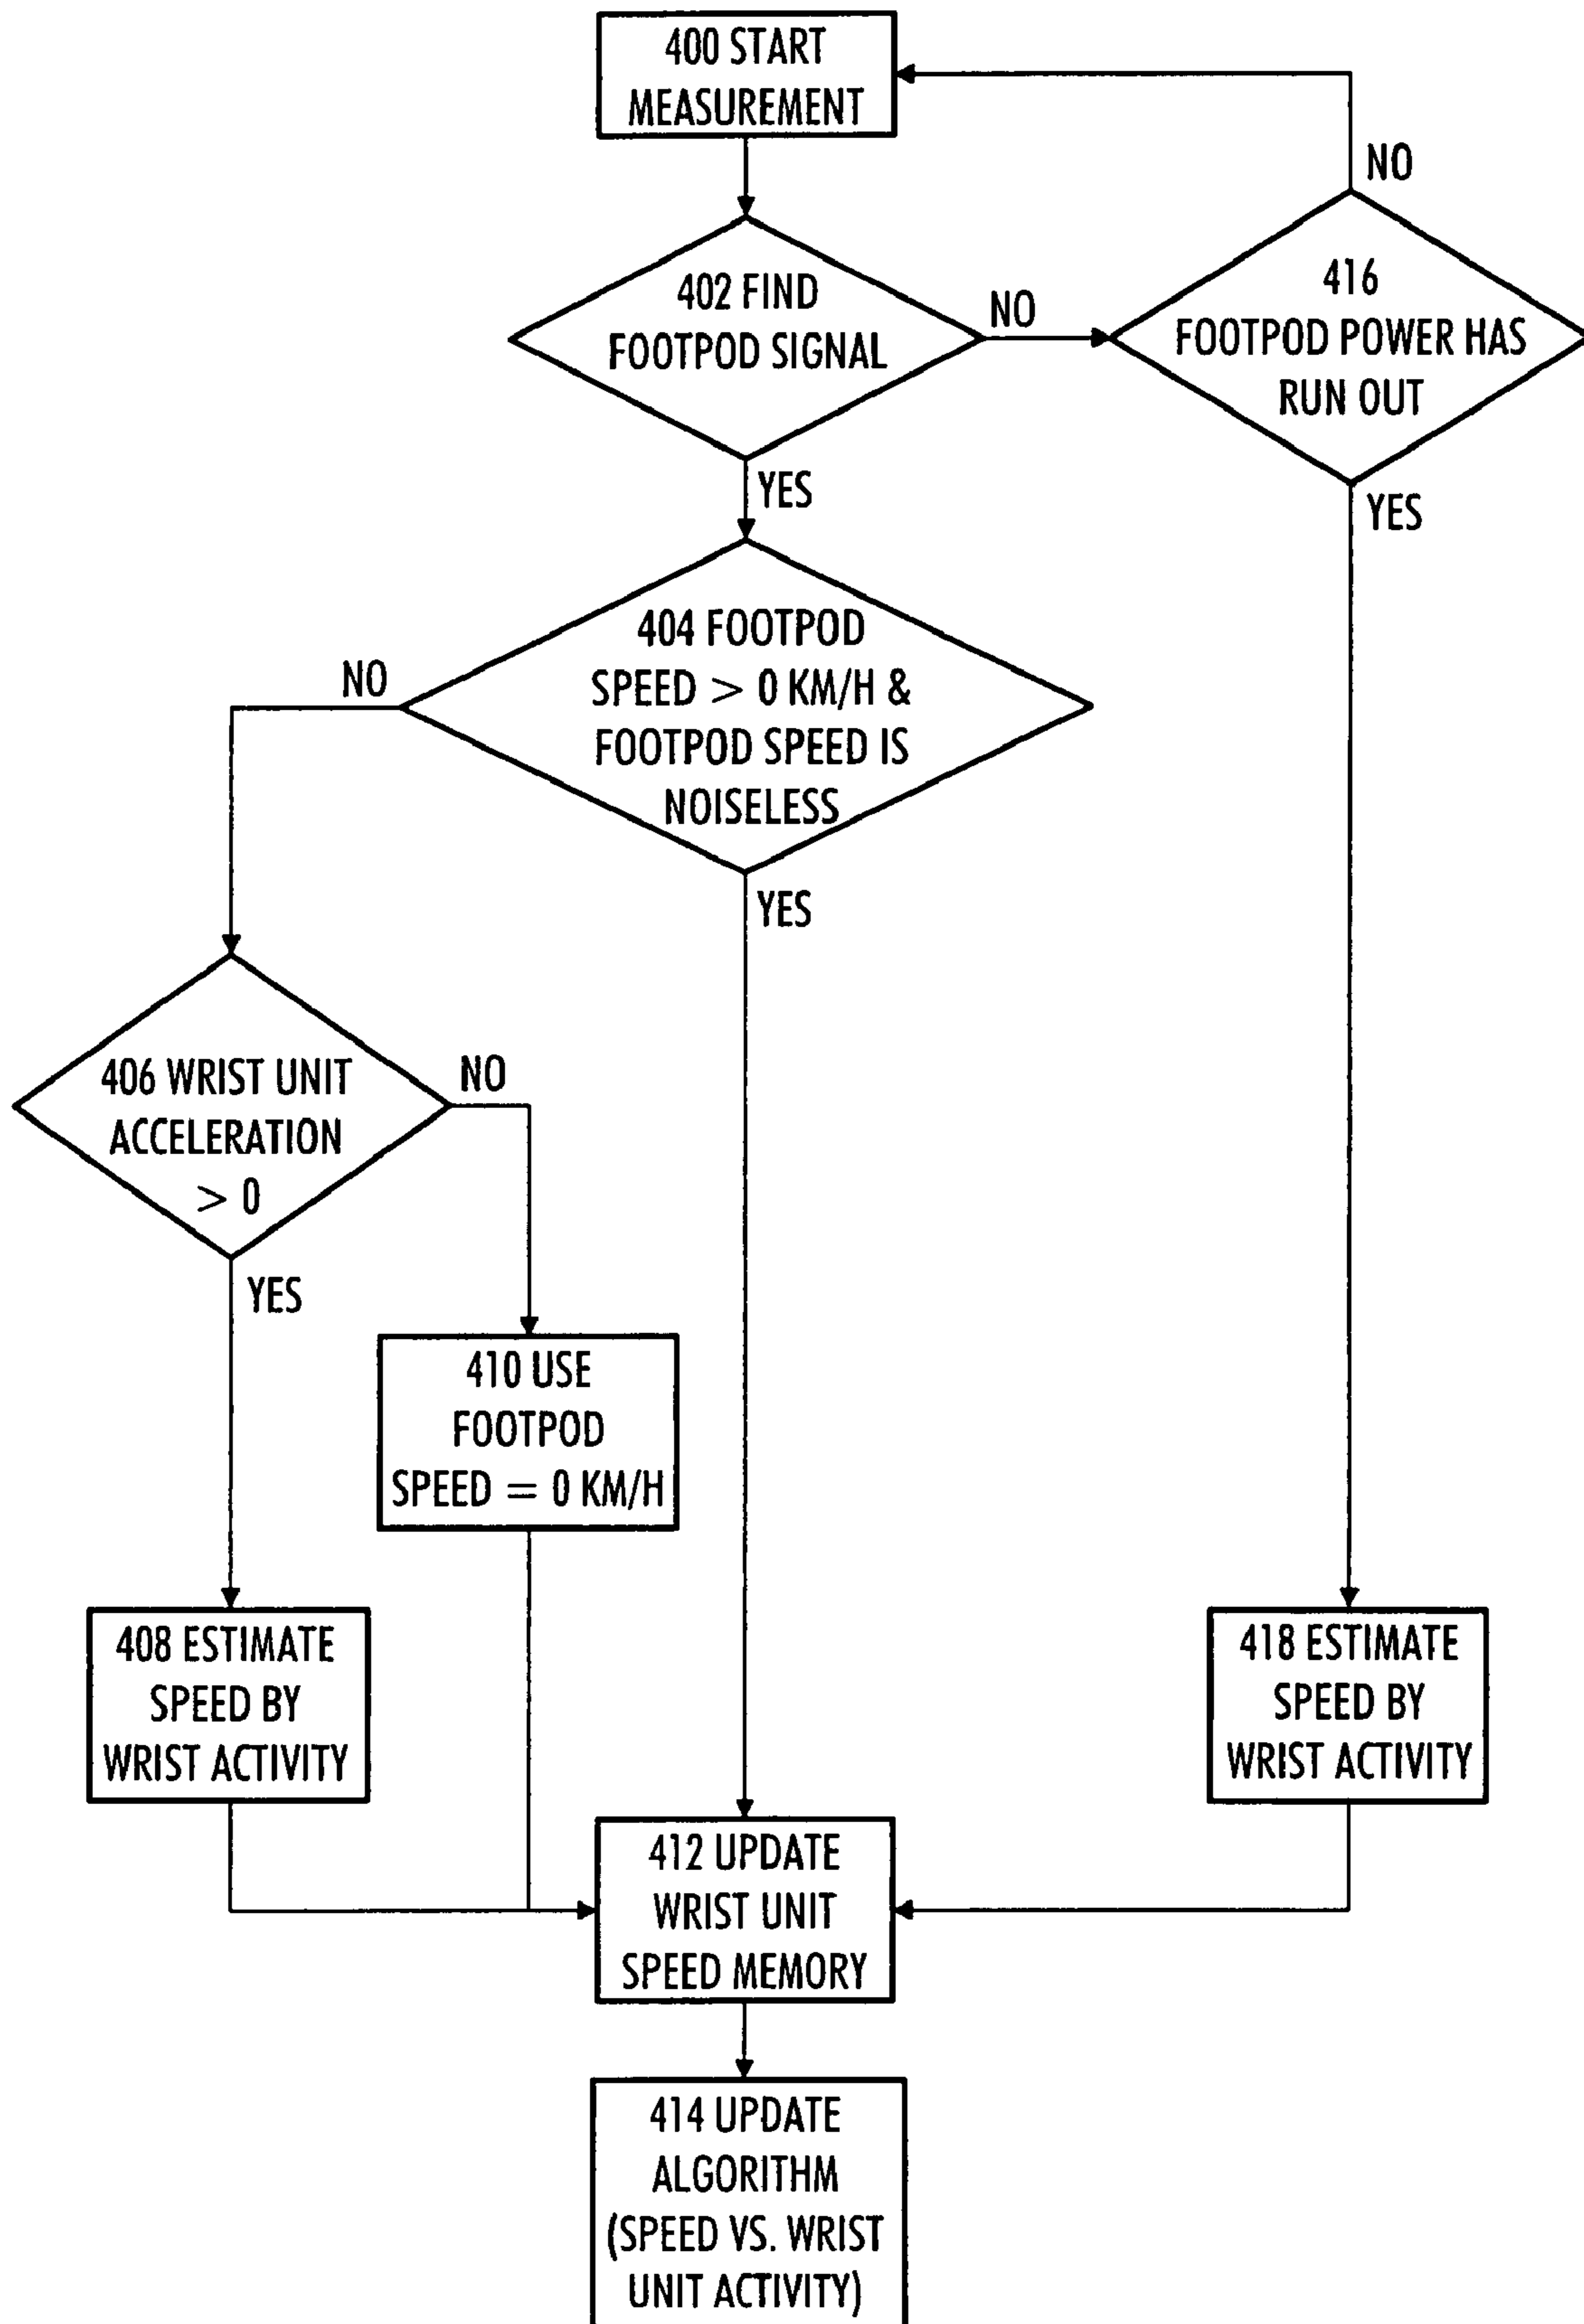 400 START
MEASUREMENT
NO
402 FIND
FOOTPOD SIGNAL
NO
416
FOOTPOD POWER HAS
RUN OUT
YES
YES
404 FOOTPOD
SPEED > 0 KM/H &
FOOTPOD SPEED IS
NOISELESS
NO
YES
406 WRIST UNIT
ACCELERATION
> 0
NO
YES
410 USE
FOOTPOD
SPEED = 0 KM/H
408 ESTIMATE
SPEED BY
WRIST ACTIVITY
418 ESTIMATE
SPEED BY
WRIST ACTIVITY
412 UPDATE
WRIST UNIT
SPEED MEMORY
414 UPDATE
ALGORITHM
(SPEED VS. WRIST
UNIT ACTIVITY)